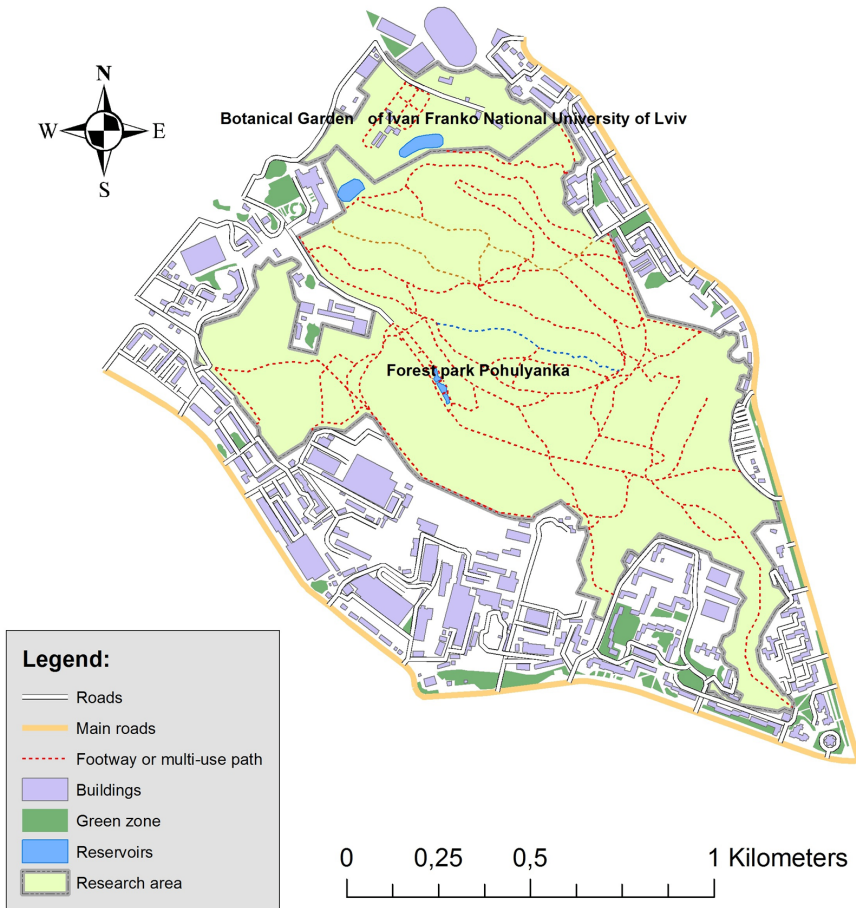 N
W E
S
Botanical Garden of Ivan Franko National University of Lviv
Forest park Pohulyanka
Legend:
Roads
Main roads
Footway or multi-use path
Buildings
Green zone
Reservoirs
Research area
0 0,25 0,5 1 Kilometers